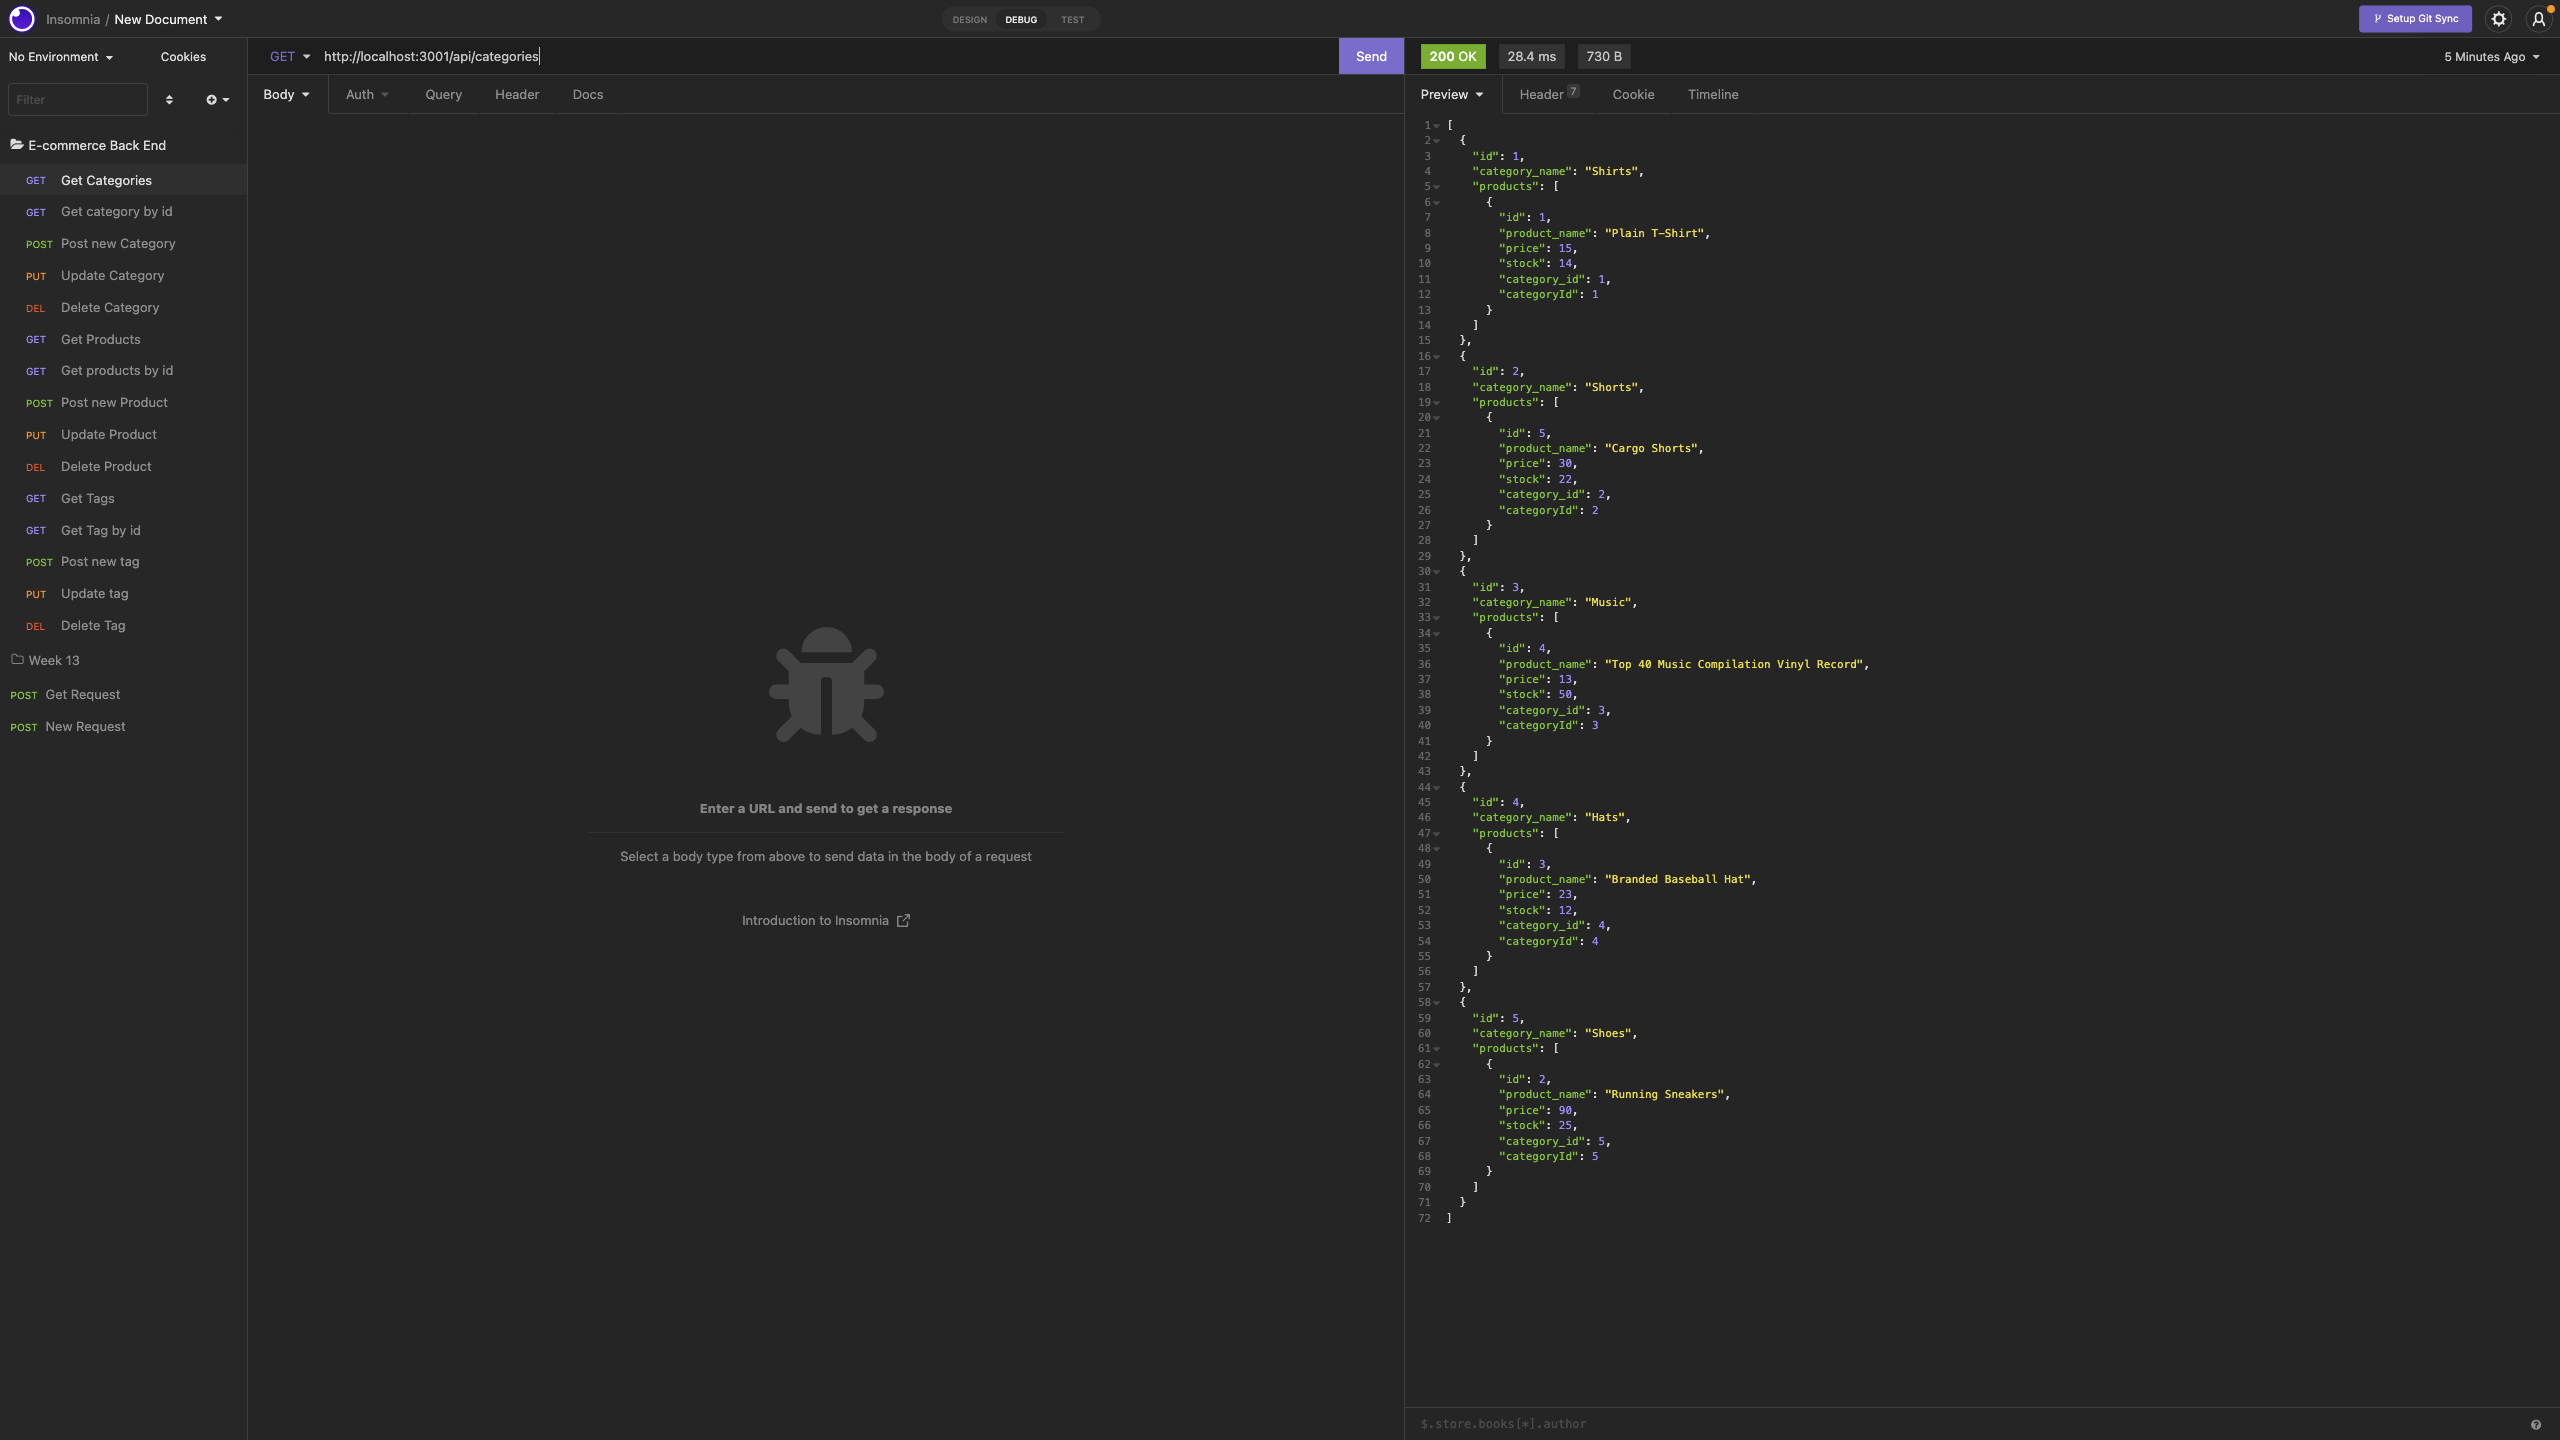 Insomnia / New Document
DESIGN DEBUG TEST
Setup Git Sync
No Environment Cookies
GET http://localhost:3001/api/categories Send
200 OK 28.4 ms 730 B 5 Minutes Ago
Filter
Body Auth Query Header Docs
Preview Header 7 Cookie Timeline
E-commerce Back End
GET Get Categories
GET Get category by id
POST Post new Category
PUT Update Category
DEL Delete Category
GET Get Products
GET Get products by id
POST Post new Product
PUT Update Product
DEL Delete Product
GET Get Tags
GET Get Tag by id
POST Post new tag
PUT Update tag
DEL Delete Tag
Week 13
POST Get Request
POST New Request
Enter a URL and send to get a response
Select a body type from above to send data in the body of a request
Introduction to Insomnia
1 [
2 {
3 "id": 1,
4 "category_name": "Shirts",
5 "products": [
6 {
7 "id": 1,
8 "product_name": "Plain T-Shirt",
9 "price": 15,
10 "stock": 14,
11 "category_id": 1,
12 "categoryId": 1
13 }
14 ]
15 },
16 {
17 "id": 2,
18 "category_name": "Shorts",
19 "products": [
20 {
21 "id": 5,
22 "product_name": "Cargo Shorts",
23 "price": 30,
24 "stock": 22,
25 "category_id": 2,
26 "categoryId": 2
27 }
28 ]
29 },
30 {
31 "id": 3,
32 "category_name": "Music",
33 "products": [
34 {
35 "id": 4,
36 "product_name": "Top 40 Music Compilation Vinyl Record",
37 "price": 13,
38 "stock": 50,
39 "category_id": 3,
40 "categoryId": 3
41 }
42 ]
43 },
44 {
45 "id": 4,
46 "category_name": "Hats",
47 "products": [
48 {
49 "id": 3,
50 "product_name": "Branded Baseball Hat",
51 "price": 23,
52 "stock": 12,
53 "category_id": 4,
54 "categoryId": 4
55 }
56 ]
57 },
58 {
59 "id": 5,
60 "category_name": "Shoes",
61 "products": [
62 {
63 "id": 2,
64 "product_name": "Running Sneakers",
65 "price": 90,
66 "stock": 25,
67 "category_id": 5,
68 "categoryId": 5
69 }
70 ]
71 }
72 ]
$.store.books[*].author